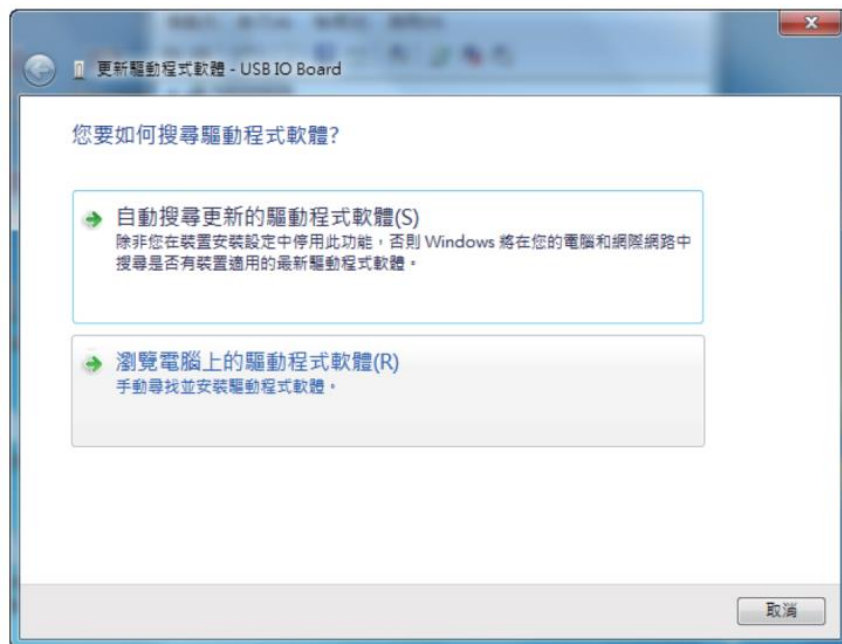 更新驅動程式軟體 - USB IO Board
您要如何搜尋驅動程式軟體?
自動搜尋更新的驅動程式軟體(S)
除非您在裝置安裝設定中停用此功能，否則 Windows 將在您的電腦和網際網路中
搜尋是否有裝置適用的最新驅動程式軟體。
瀏覽電腦上的驅動程式軟體(R)
手動尋找並安裝驅動程式軟體。
取消